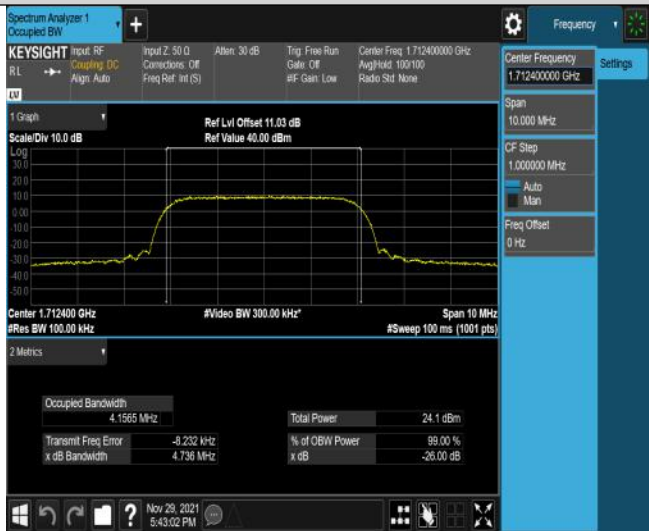 Spectrum Analyzer 1
Occupied BW
Frequency
KEYSIGHT
Input: RF
Input Z: 50 Ω
Atten: 30 dB
Trig: Free Run
Center Freq: 1.712400000 GHz
RL
Coupling: DC
Corrections: Off
Gate: Off
Avg|Hold: 100/100
Align: Auto
Freq Ref: Int (S)
#IF Gain: Low
Radio Std: None
LXI
Center Frequency
1.712400000 GHz
Settings
Span
10.000 MHz
CF Step
1.000000 MHz
Auto
Man
Freq Offset
0 Hz
1 Graph
Ref Lvl Offset 11.03 dB
Scale/Div 10.0 dB
Ref Value 40.00 dBm
Log
30.0
20.0
10.0
0.00
-10.0
-20.0
-30.0
-40.0
-50.0
Center 1.712400 GHz
#Video BW 300.00 kHz*
Span 10 MHz
#Res BW 100.00 kHz
#Sweep 100 ms (1001 pts)
2 Metrics
Occupied Bandwidth
4.1565 MHz
Total Power
24.1 dBm
Transmit Freq Error
-8.232 kHz
% of OBW Power
99.00 %
x dB Bandwidth
4.736 MHz
x dB
-26.00 dB
Nov 29, 2021
5:43:02 PM